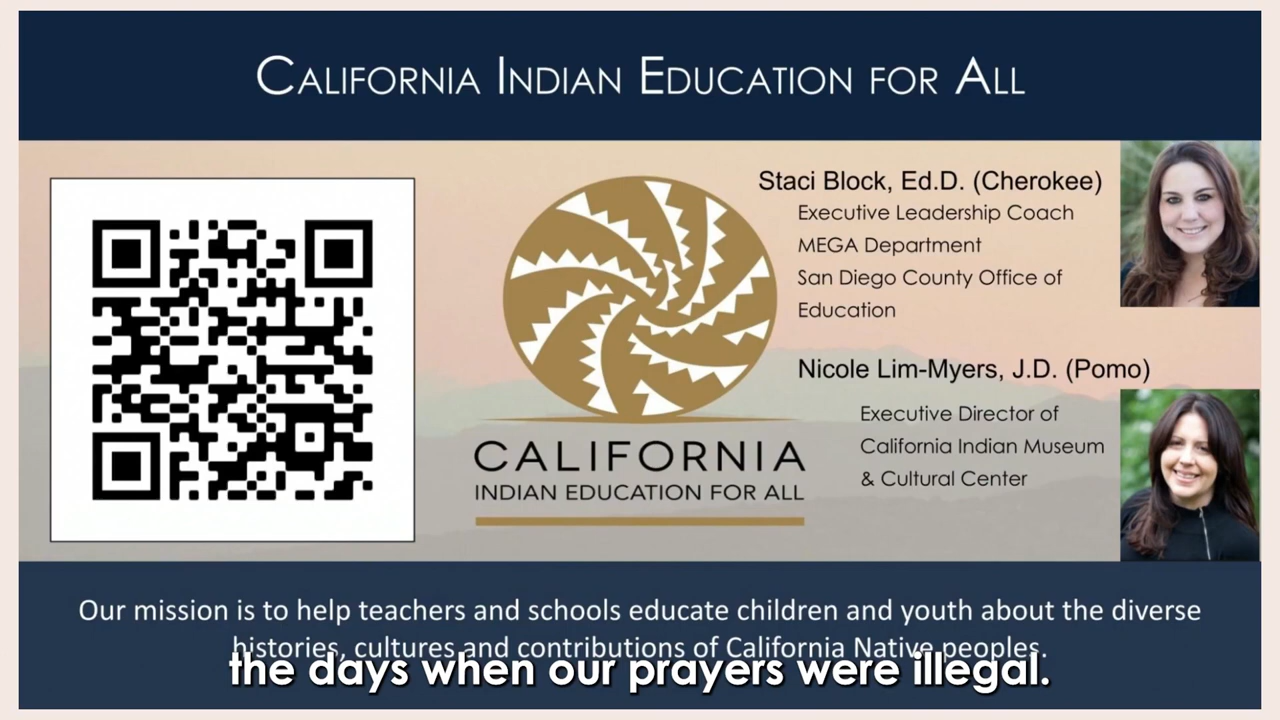 California Indian Education for All
Staci Block, Ed.D. (Cherokee)
Executive Leadership Coach
MEGA Department
San Diego County Office of
Education
Nicole Lim-Myers, J.D. (Pomo)
Executive Director of
California Indian Museum
& Cultural Center
CALIFORNIA
INDIAN EDUCATION FOR ALL
Our mission is to help teachers and schools educate children and youth about the diverse
histories, cultures and contributions of California Native peoples.
the days when our prayers were illegal.